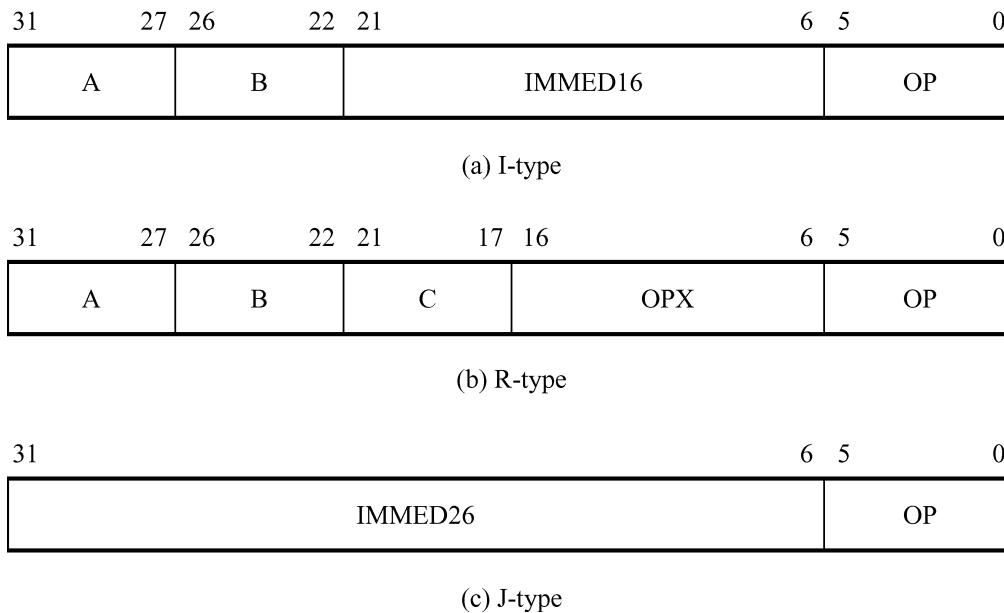 31 27 26 22 21 6 5 0
A B IMMED16 OP
(a) I-type
31 27 26 22 21 17 16 6 5 0
A B C OPX OP
(b) R-type
31 6 5 0
IMMED26 OP
(c) J-type